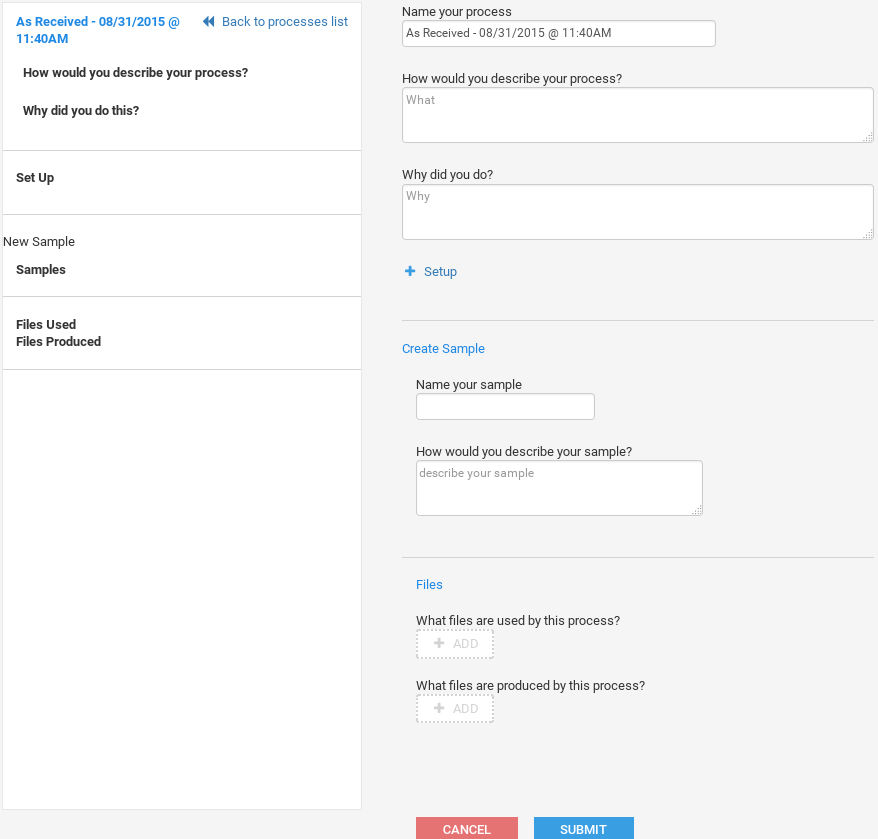 As Received - 08/31/2015 @ 11:40AM
Back to processes list
How would you describe your process?
Why did you do this?
Set Up
New Sample
Samples
Files Used
Files Produced
Name your process
As Received - 08/31/2015 @ 11:40AM
How would you describe your process?
What
Why did you do?
Why
Setup
Create Sample
Name your sample
How would you describe your sample?
describe your sample
Files
What files are used by this process?
ADD
What files are produced by this process?
ADD
CANCEL SUBMIT